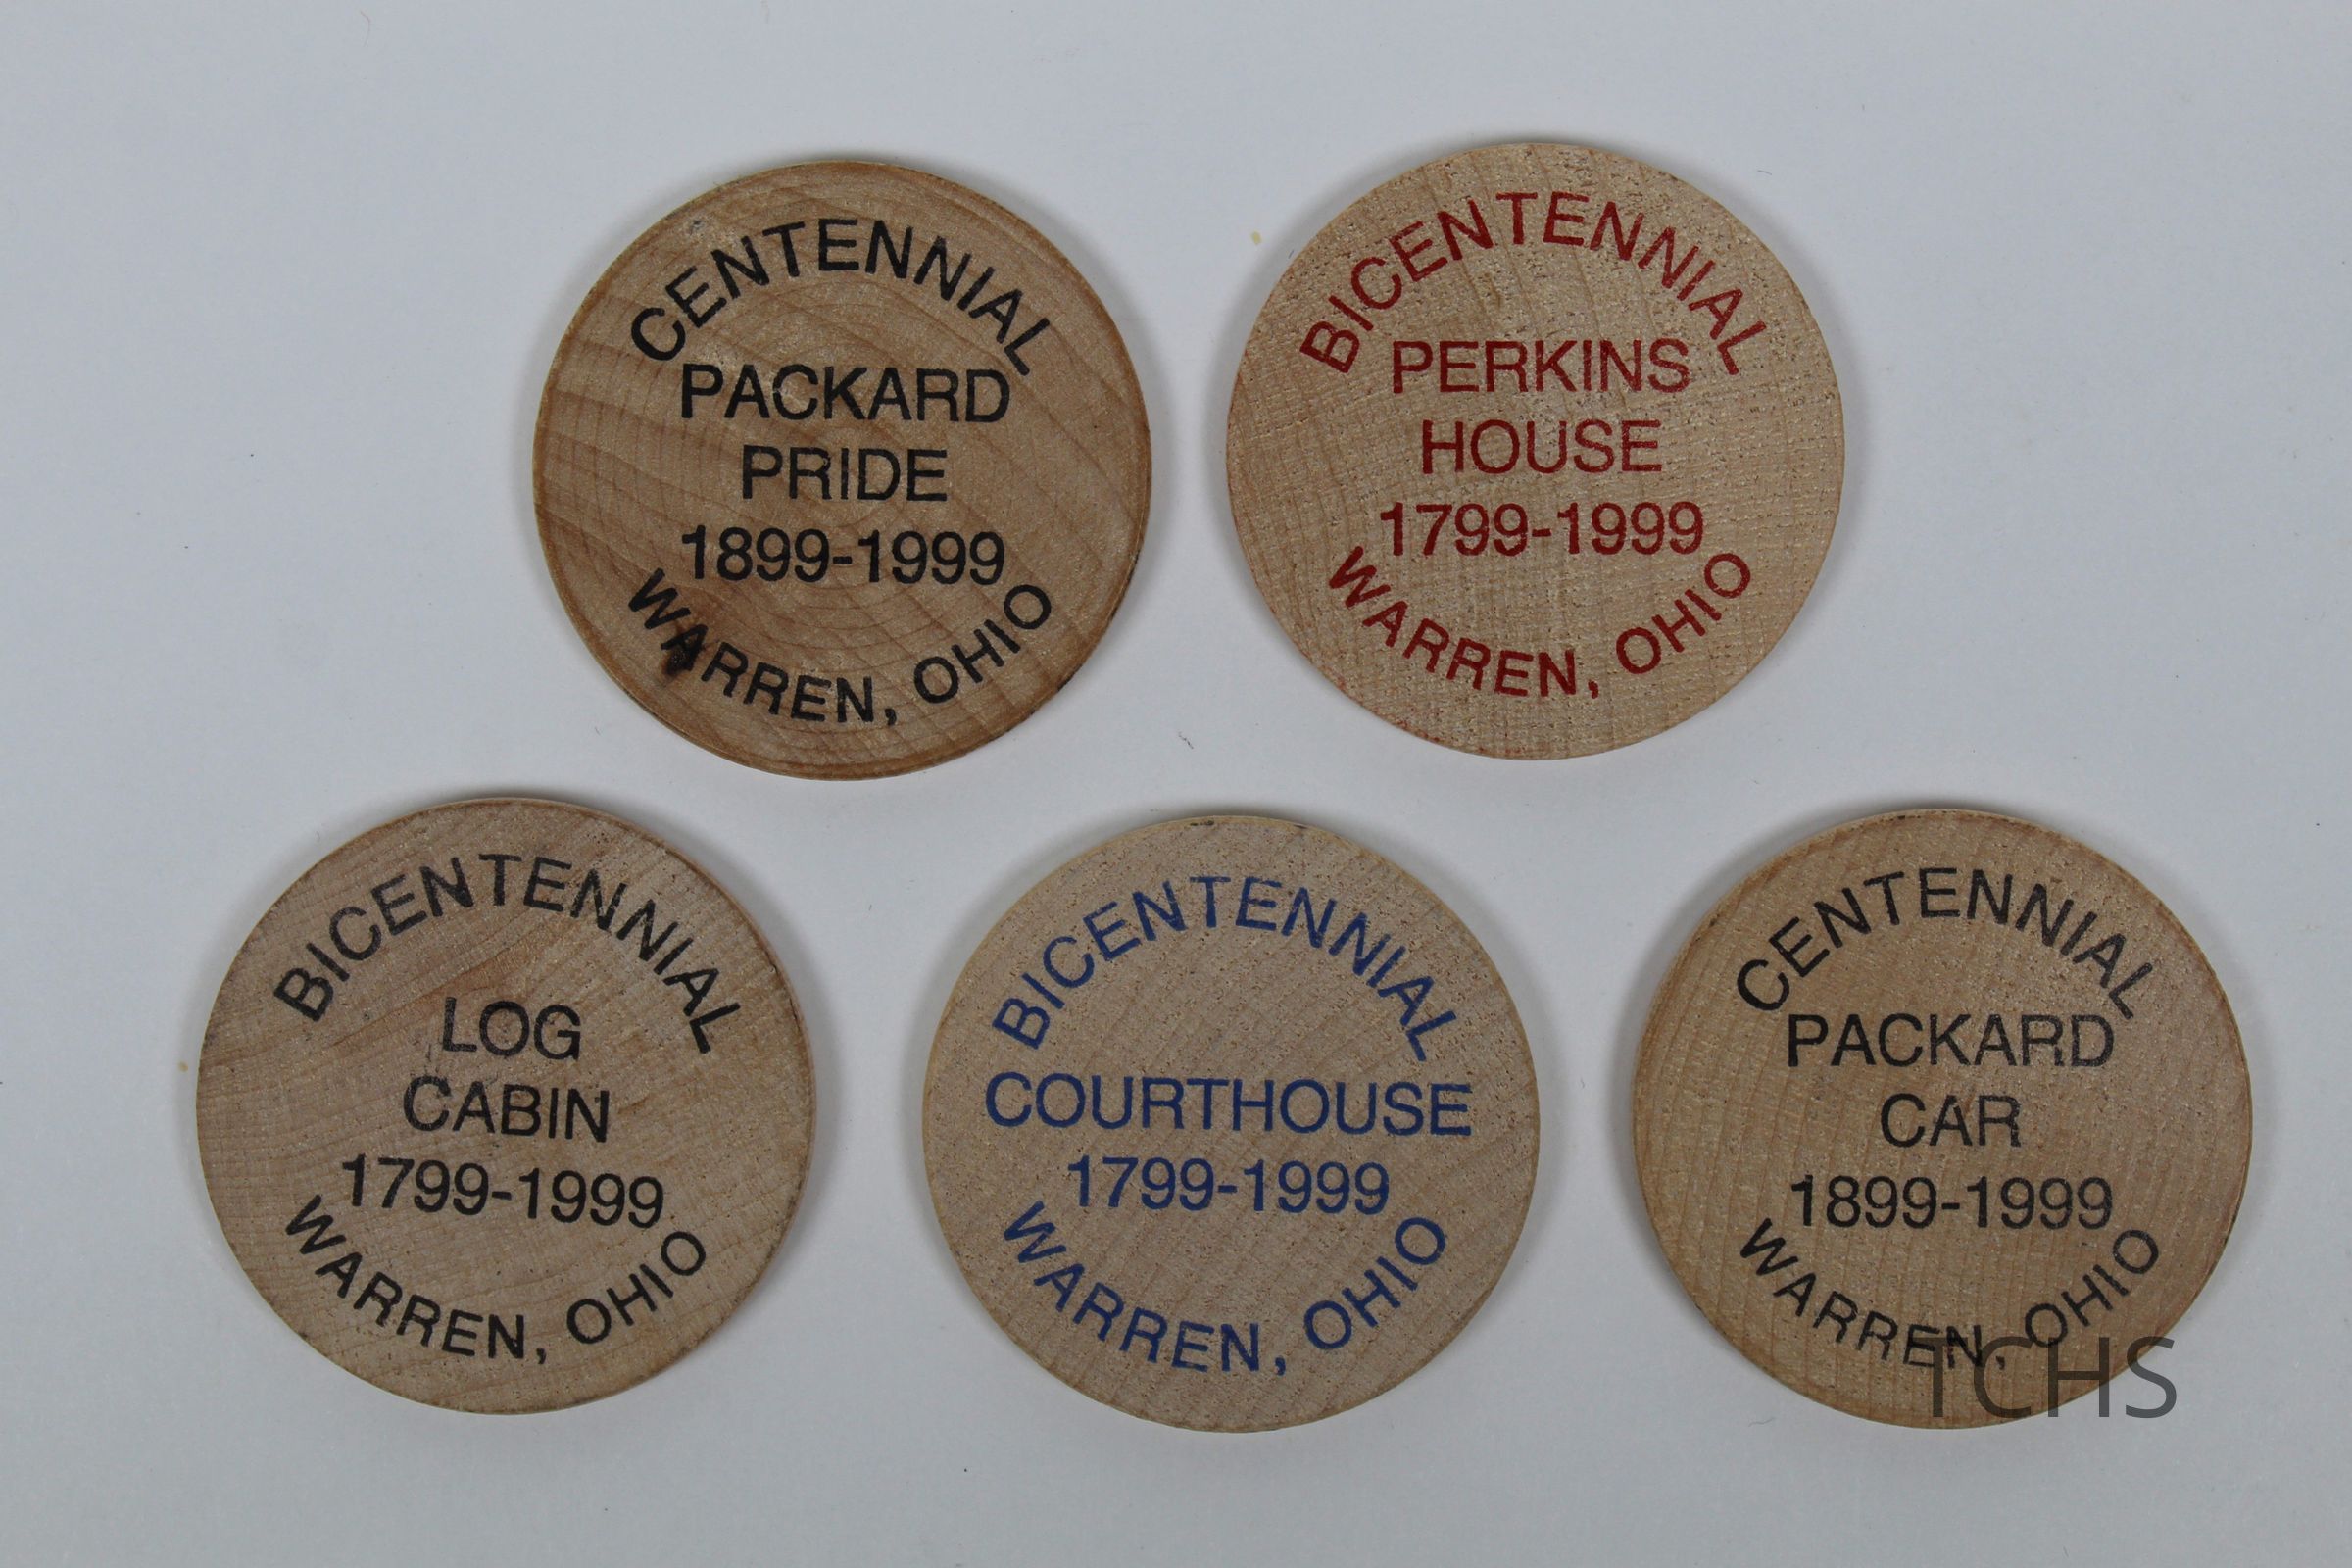 CENTENNIAL
PACKARD
PRIDE
1899-1999
WARREN, OHIO
BICENTENNIAL
PERKINS
HOUSE
1799-1999
WARREN, OHIO
BICENTENNIAL
LOG
CABIN
1799-1999
WARREN, OHIO
BICENTENNIAL
COURTHOUSE
1799-1999
WARREN, OHIO
CENTENNIAL
PACKARD
CAR
1899-1999
WARREN, OHIO
TCHS